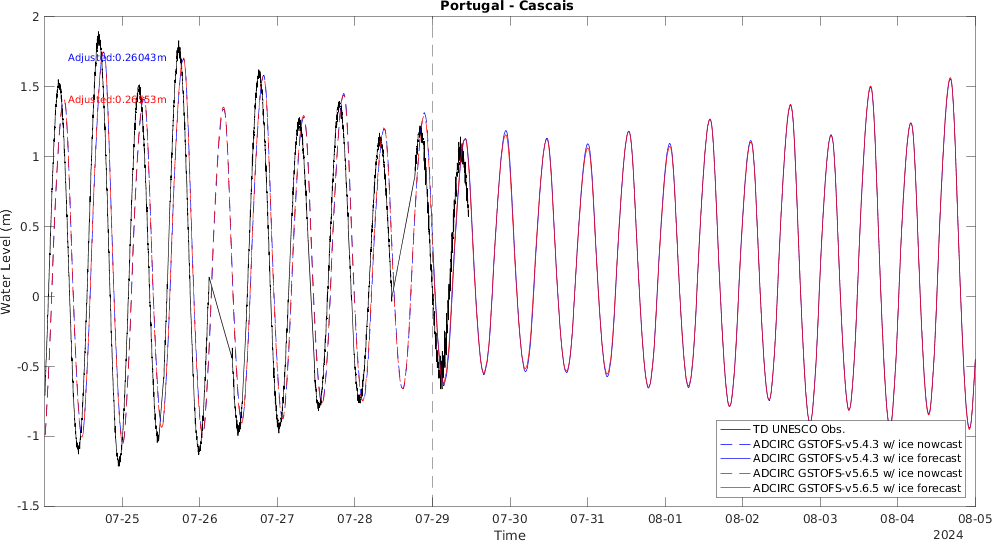 Portugal - Cascais
2
1.5
1
0.5
0
-0.5
-1
-1.5
Water Level (m)
Adjusted:0.26043m
TD UNESCO Obs.
ADCIRC GSTOFS-v5.4.3 w/ ice nowcast
ADCIRC GSTOFS-v5.4.3 w/ ice forecast
ADCIRC GSTOFS-v5.6.5 w/ ice nowcast
ADCIRC GSTOFS-v5.6.5 w/ ice forecast
07-25 07-26 07-27 07-28 07-29 07-30 07-31 08-01 08-02 08-03 08-04 08-05
Time
2024